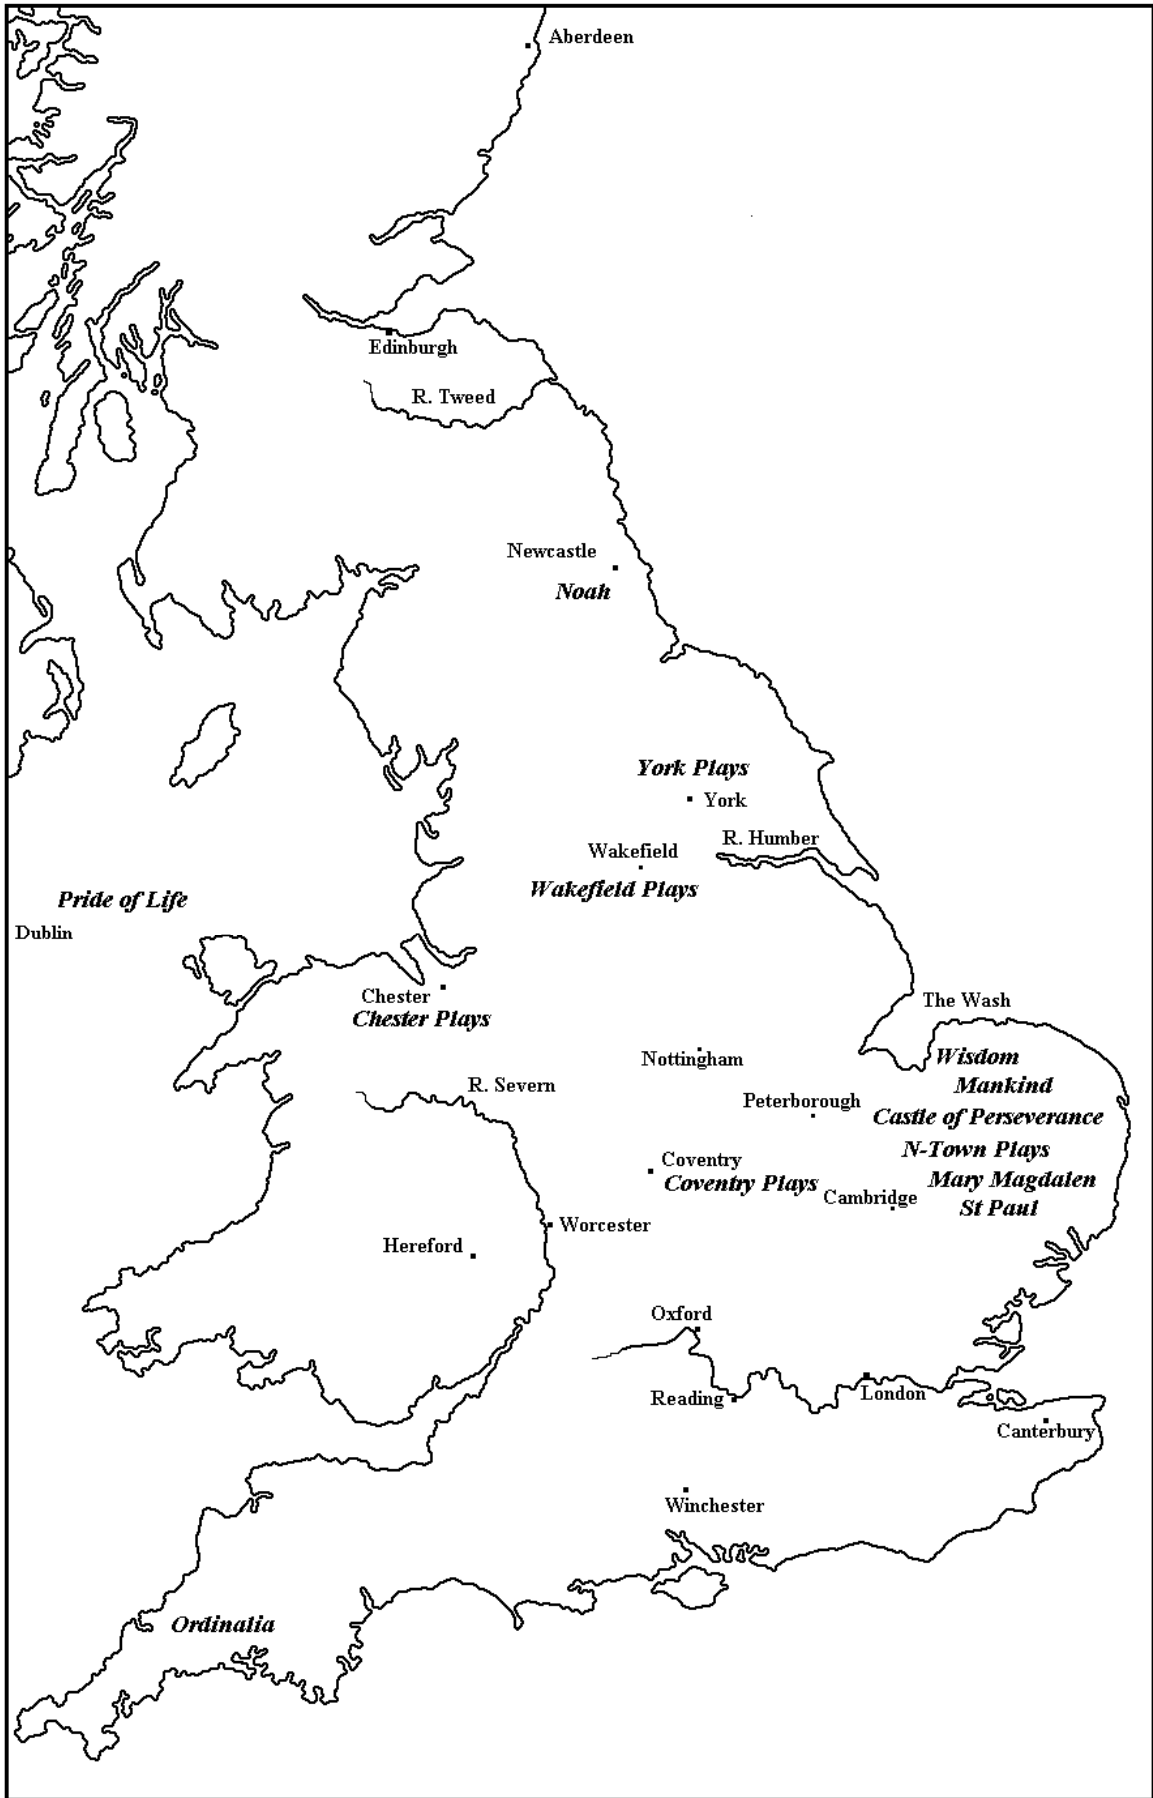 Aberdeen
Edinburgh
R. Tweed
Newcastle
Noah
York Plays
York
R. Humber
Wakefield
Wakefield Plays
Pride of Life
Dublin
Chester
Chester Plays
The Wash
Nottingham
Wisdom
Mankind
R. Severn
Peterborough
Castle of Perseverance
N-Town Plays
Coventry
Coventry Plays
Mary Magdalen
Cambridge
St Paul
Worcester
Hereford
Oxford
Reading
London
Canterbury
Winchester
Ordinalia